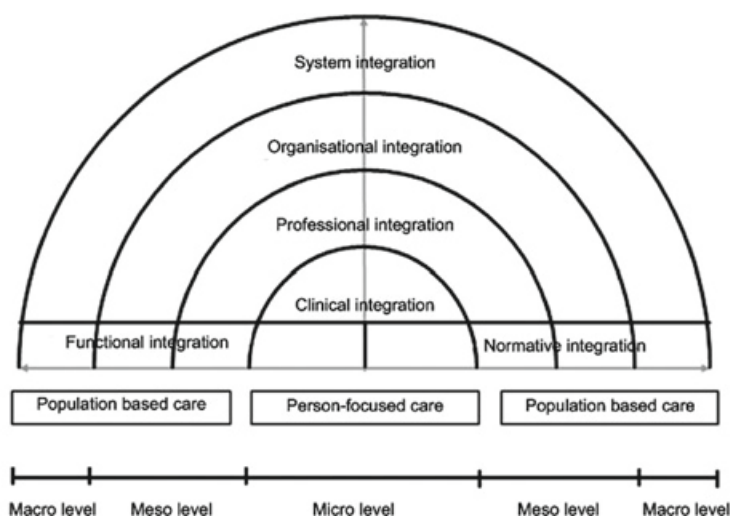 System integration
Organisational integration
Professional integration
Clinical integration
Functional integration
Normative integration
Population based care
Person-focused care
Population based care
Macro level
Meso level
Micro level
Meso level
Macro level